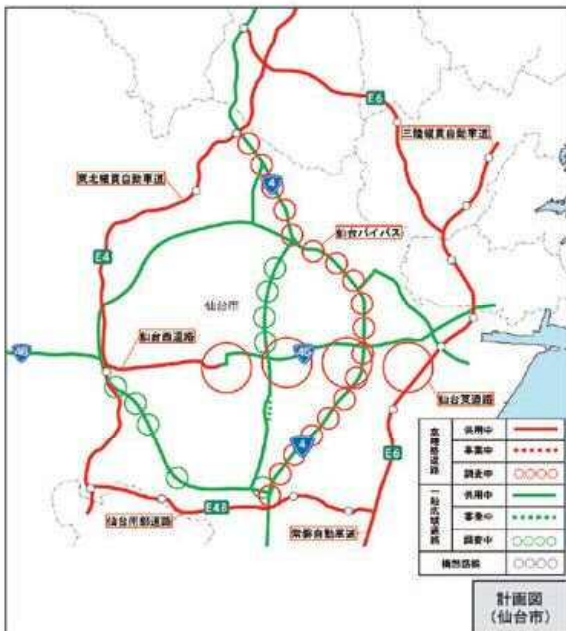 E6
三陸縦貫自動車道
東北縦貫自動車道
4
仙台バイパス
E4
仙台市
48
仙台西道路
仙台東道路
4
E6
E48
仙台南部道路
常磐自動車道
高規格道路
供用中
事業中
調査中
一般広域道路
供用中
事業中
調査中
構想路線
計画図
（仙台市）